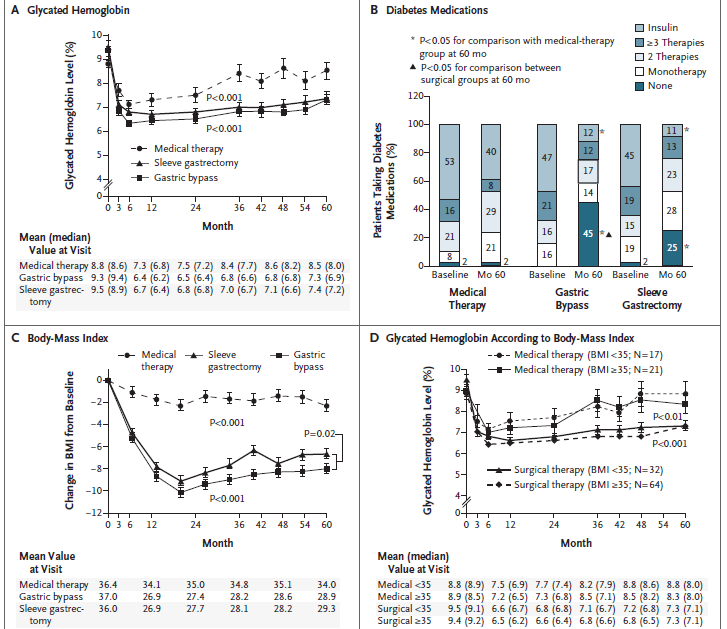 A Glycated Hemoglobin
Glycated Hemoglobin Level (%)
10
9
8
7
6
5
4
0
P<0.001
P<0.001
Medical therapy
Sleeve gastrectomy
Gastric bypass
0 3 6 12 24 36 42 48 54 60
Month
Mean (median)
Value at Visit
Medical therapy 8.8 (8.6) 7.3 (6.8) 7.5 (7.2) 8.4 (7.7) 8.6 (8.2) 8.5 (8.0)
Gastric bypass 9.3 (9.4) 6.4 (6.2) 6.5 (6.4) 6.8 (6.6) 6.8 (6.8) 7.3 (6.9)
Sleeve gastrec- 9.5 (8.9) 6.7 (6.4) 6.8 (6.8) 7.0 (6.7) 7.1 (6.6) 7.4 (7.2)
tomy
B Diabetes Medications
* P<0.05 for comparison with medical-therapy
group at 60 mo
▲ P<0.05 for comparison between
surgical groups at 60 mo
Insulin
≥3 Therapies
2 Therapies
Monotherapy
None
Patients Taking Diabetes
Medications (%)
120
100
80
60
40
20
0
53 16 21 8 2
40 8 29 21 2
47 21 16 16
12 * 12 17 14 45 *▲
45 19 15 19 2
11 * 13 23 28 25 *
Baseline Mo 60 Baseline Mo 60 Baseline Mo 60
Medical Gastric Sleeve
Therapy Bypass Gastrectomy
C Body-Mass Index
Medical Sleeve Gastric
therapy gastrectomy bypass
Change in BMI from Baseline
0
−2
−4
−6
−8
−10
−12
P<0.001
P=0.02
P<0.001
0 3 6 12 24 36 42 48 54 60
Month
Mean Value
at Visit
Medical therapy 36.4 34.1 35.0 34.8 35.1 34.0
Gastric bypass 37.0 26.9 27.4 28.2 28.6 28.9
Sleeve gastrec- 36.0 26.9 27.7 28.1 28.2 29.3
tomy
D Glycated Hemoglobin According to Body-Mass Index
Medical therapy (BMI <35; N=17)
Medical therapy (BMI ≥35; N=21)
Glycated Hemoglobin Level (%)
10
9
8
7
6
5
4
0
P<0.01
P<0.001
Surgical therapy (BMI <35; N=32)
Surgical therapy (BMI ≥35; N=64)
0 3 6 12 24 36 42 48 54 60
Month
Mean (median)
Value at Visit
Medical <35 8.8 (8.9) 7.5 (6.9) 7.7 (7.4) 8.2 (7.9) 8.8 (8.6) 8.8 (8.0)
Medical ≥35 8.9 (8.5) 7.2 (6.5) 7.3 (6.8) 8.5 (7.1) 8.5 (8.2) 8.3 (8.0)
Surgical <35 9.5 (9.1) 6.6 (6.7) 6.8 (6.8) 7.1 (6.7) 7.2 (6.8) 7.3 (7.1)
Surgical ≥35 9.4 (9.2) 6.5 (6.2) 6.6 (6.4) 6.8 (6.6) 6.8 (6.5) 7.3 (7.1)